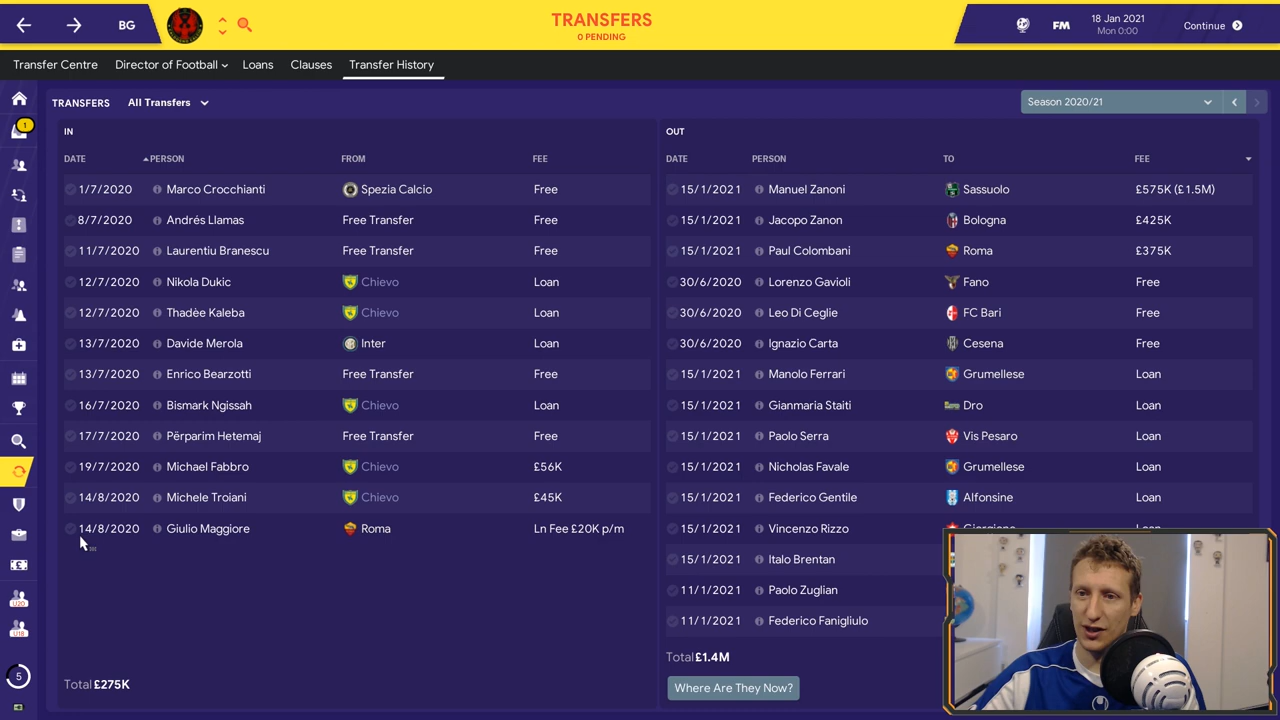 BG
TRANSFERS
0 PENDING
FM
18 Jan 2021
Mon 0:00
Continue
Transfer Centre
Director of Football
Loans
Clauses
Transfer History
TRANSFERS
All Transfers
Season 2020/21
IN
DATE PERSON FROM FEE
1/7/2020 Marco Crocchianti Spezia Calcio Free
8/7/2020 Andrés Llamas Free Transfer Free
11/7/2020 Laurentiu Branescu Free Transfer Free
12/7/2020 Nikola Dukic Chievo Loan
12/7/2020 Thadée Kaleba Chievo Loan
13/7/2020 Davide Merola Inter Loan
13/7/2020 Enrico Bearzotti Free Transfer Free
16/7/2020 Bismark Ngissah Chievo Loan
17/7/2020 Përparim Hetemaj Free Transfer Free
19/7/2020 Michael Fabbro Chievo £56K
14/8/2020 Michele Troiani Chievo £45K
14/8/2020 Giulio Maggiore Roma Ln Fee £20K p/m
Total £275K
OUT
DATE PERSON TO FEE
15/1/2021 Manuel Zanoni Sassuolo £575K (£1.5M)
15/1/2021 Jacopo Zanon Bologna £425K
15/1/2021 Paul Colombani Roma £375K
30/6/2020 Lorenzo Gavioli Fano Free
30/6/2020 Leo Di Ceglie FC Bari Free
30/6/2020 Ignazio Carta Cesena Free
15/1/2021 Manolo Ferrari Grumellese Loan
15/1/2021 Gianmaria Staiti Dro Loan
15/1/2021 Paolo Serra Vis Pesaro Loan
15/1/2021 Nicholas Favale Grumellese Loan
15/1/2021 Federico Gentile Alfonsine Loan
15/1/2021 Vincenzo Rizzo
15/1/2021 Italo Brentan
11/1/2021 Paolo Zuglian
11/1/2021 Federico Fanigliulo
Total £1.4M
Where Are They Now?
1
U20
U18
5